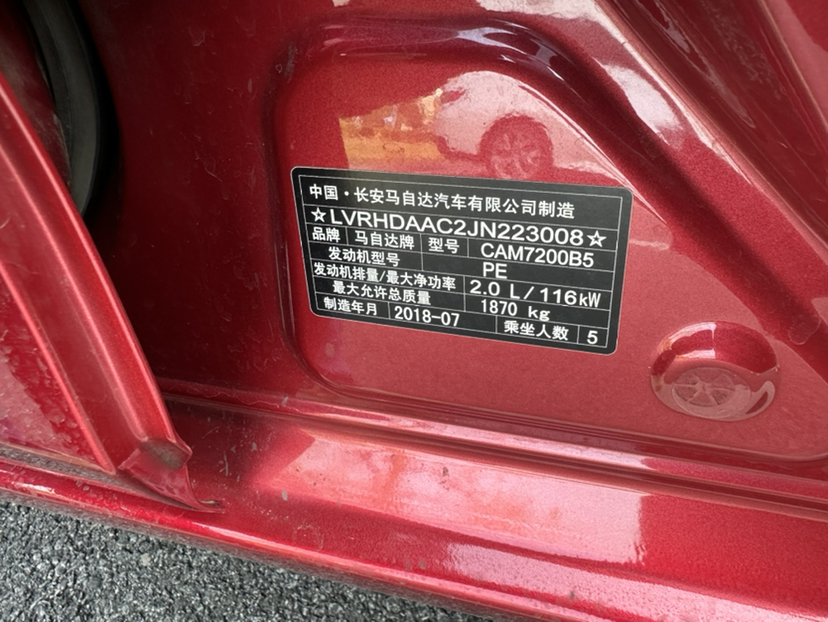 中国·长安马自达汽车有限公司制造
☆LVRHDAAC2JN223008☆
品牌 马自达牌 型号 CAM7200B5
发动机型号 PE
发动机排量/最大净功率 2.0 L/116kW
最大允许总质量 1870 kg
制造年月 2018-07 乘坐人数 5